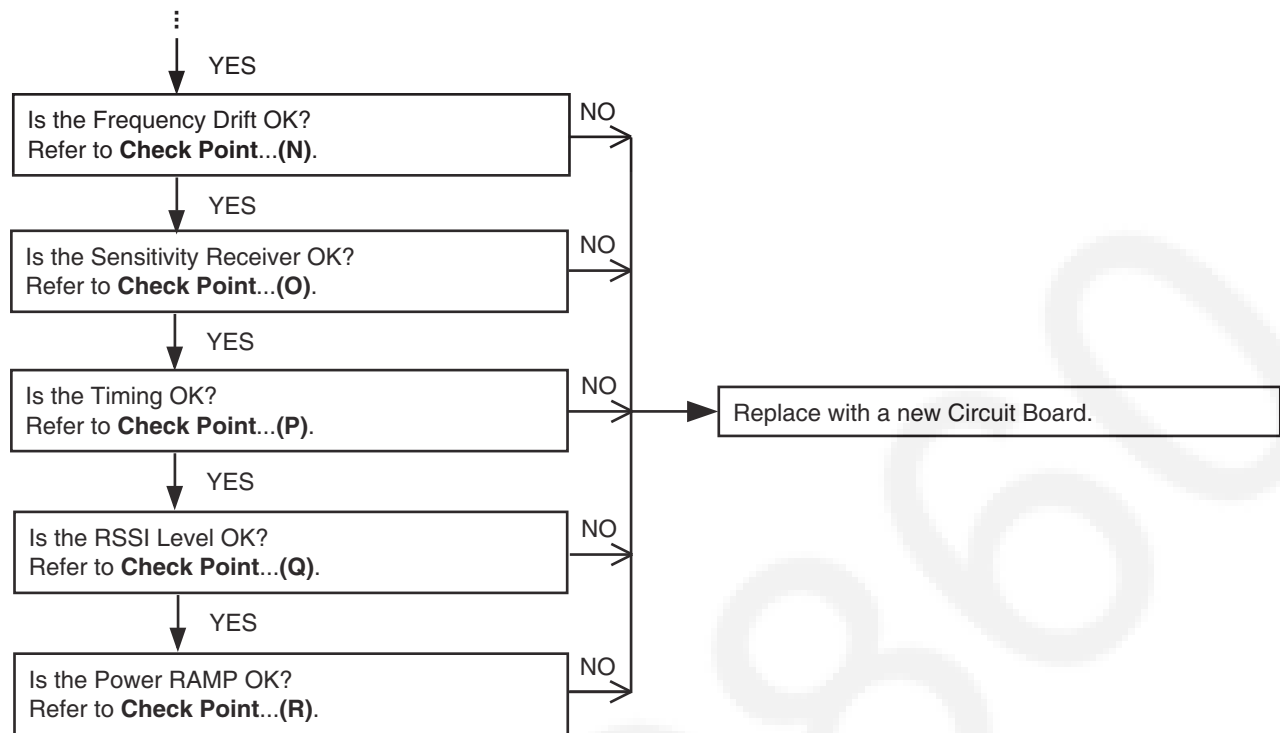 ⋮
YES
Is the Frequency Drift OK?
Refer to Check Point...(N).
NO
YES
Is the Sensitivity Receiver OK?
Refer to Check Point...(O).
NO
YES
Is the Timing OK?
Refer to Check Point...(P).
NO
Replace with a new Circuit Board.
YES
Is the RSSI Level OK?
Refer to Check Point...(Q).
NO
YES
Is the Power RAMP OK?
Refer to Check Point...(R).
NO